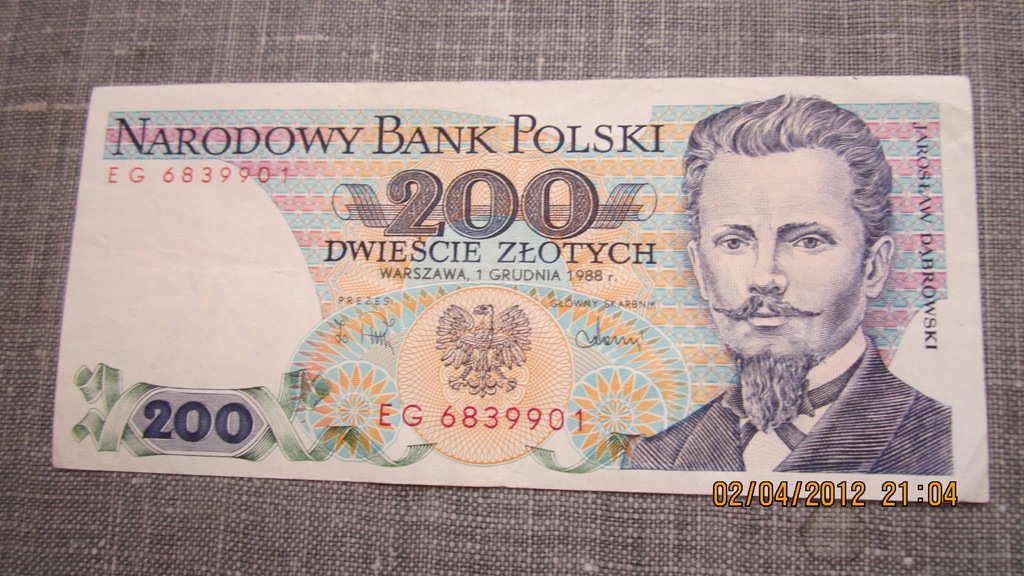 NARODOWY BANK POLSKI
EG 6839901
200
DWIEŚCIE ZŁOTYCH
WARSZAWA, 1 GRUDNIA 1988 r.
PREZES
GŁÓWNY SKARBNIK
JAROSŁAW DĄBROWSKI
200
EG 6839901
02/04/2012 21:04